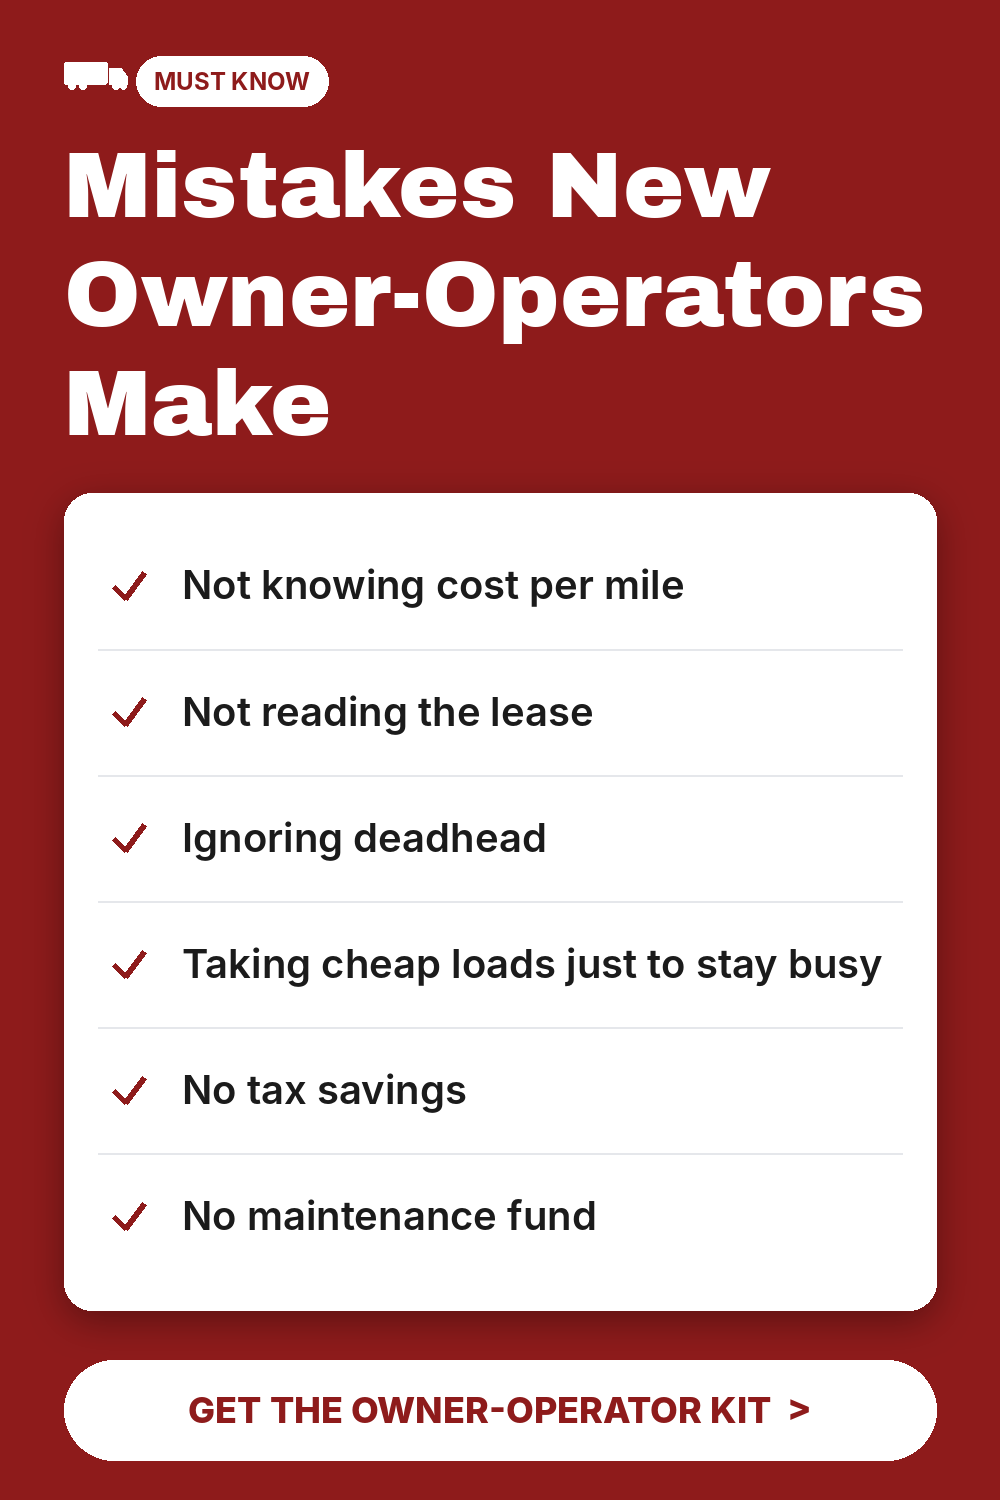 MUST KNOW
Mistakes New
Owner-Operators
Make
Not knowing cost per mile
Not reading the lease
Ignoring deadhead
Taking cheap loads just to stay busy
No tax savings
No maintenance fund
GET THE OWNER-OPERATOR KIT >